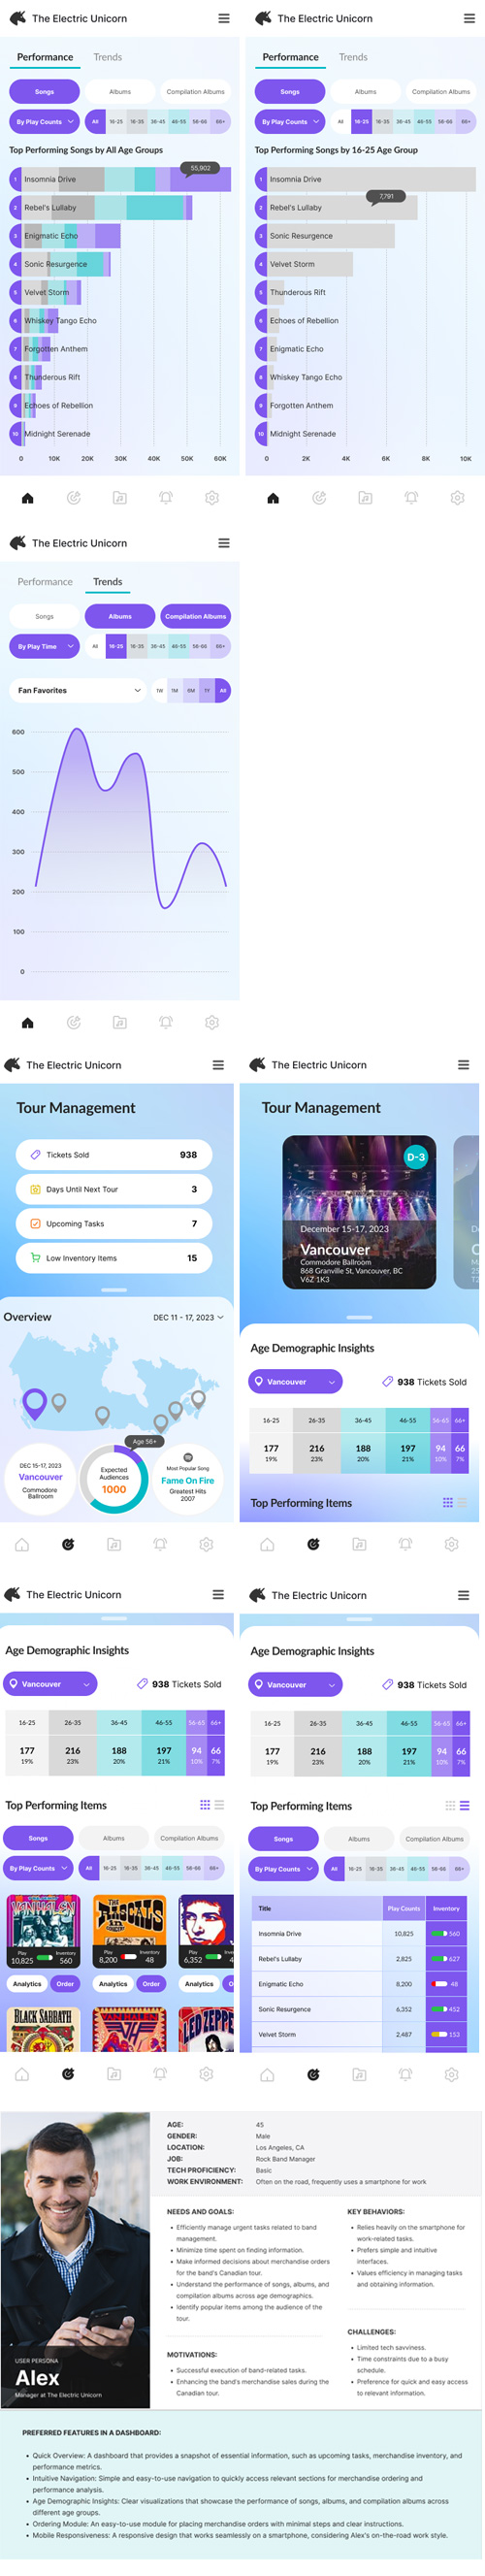 The Electric Unicorn
Performance
Trends
Songs
Albums
Compilation Albums
By Play Counts
All
16-25
16-35
36-45
46-55
56-66
66+
Top Performing Songs by All Age Groups
55,902
1
Insomnia Drive
2
Rebel's Lullaby
3
Enigmatic Echo
4
Sonic Resurgence
5
Velvet Storm
6
Whiskey Tango Echo
7
Forgotten Anthem
8
Thunderous Rift
9
Echoes of Rebellion
10
Midnight Serenade
0
10K
20K
30K
40K
50K
60K
The Electric Unicorn
Performance
Trends
Songs
Albums
Compilation Albums
By Play Counts
All
16-25
16-35
36-45
46-55
56-66
66+
Top Performing Songs by 16-25 Age Group
1
Insomnia Drive
7,791
2
Rebel's Lullaby
3
Sonic Resurgence
4
Velvet Storm
5
Thunderous Rift
6
Echoes of Rebellion
7
Enigmatic Echo
8
Whiskey Tango Echo
9
Forgotten Anthem
10
Midnight Serenade
0
2K
4K
6K
8K
10K
The Electric Unicorn
Performance
Trends
Songs
Albums
Compilation Albums
By Play Time
All
16-25
16-35
36-45
46-55
56-66
66+
Fan Favorites
1W
1M
6M
1Y
All
600
500
400
300
200
100
0
The Electric Unicorn
Tour Management
Tickets Sold
938
Days Until Next Tour
3
Upcoming Tasks
7
Low Inventory Items
15
Overview
DEC 11 - 17, 2023
Age 56+
DEC 15-17, 2023
Vancouver
Commodore
Ballroom
Expected
Audiences
1000
Most Popular Song
Fame On Fire
Greatest Hits
2007
The Electric Unicorn
Tour Management
D-3
December 15-17, 2023
Vancouver
Commodore Ballroom
868 Granville St, Vancouver, BC
V6Z 1K3
Age Demographic Insights
Vancouver
938 Tickets Sold
16-25
26-35
36-45
46-55
56-65
66+
177
216
188
197
94
66
19%
23%
20%
21%
10%
7%
Top Performing Items
The Electric Unicorn
Age Demographic Insights
Vancouver
938 Tickets Sold
16-25
26-35
36-45
46-55
56-65
66+
177
216
188
197
94
66
19%
23%
20%
21%
10%
7%
Top Performing Items
Songs
Albums
Compilation Albums
By Play Counts
All
16-25
16-35
36-45
46-55
56-66
66+
VAN HALEN
THE RASCALS
Play
10,825
Inventory
560
Play
8,200
Inventory
48
Play
6,352
Analytics
Order
Analytics
Order
Analytics
BLACK SABBATH
VAN HALEN
LED ZEPPE
The Electric Unicorn
Age Demographic Insights
Vancouver
938 Tickets Sold
16-25
26-35
36-45
46-55
56-65
66+
177
216
188
197
94
66
19%
23%
20%
21%
10%
7%
Top Performing Items
Songs
Albums
Compilation Albums
By Play Counts
All
16-25
16-35
36-45
46-55
56-66
66+
Title
Play Counts
Inventory
Insomnia Drive
10,825
560
Rebel's Lullaby
2,825
627
Enigmatic Echo
8,200
48
Sonic Resurgence
6,352
452
Velvet Storm
2,487
153
USER PERSONA
Alex
Manager at The Electric Unicorn
AGE: 45
GENDER: Male
LOCATION: Los Angeles, CA
JOB: Rock Band Manager
TECH PROFICIENCY: Basic
WORK ENVIRONMENT: Often on the road, frequently uses a smartphone for work
NEEDS AND GOALS:
• Efficiently manage urgent tasks related to band
management.
• Minimize time spent on finding information.
• Make informed decisions about merchandise orders
for the band's Canadian tour.
• Understand the performance of songs, albums, and
compilation albums across age demographics.
• Identify popular items among the audience of the
tour.
MOTIVATIONS:
• Successful execution of band-related tasks.
• Enhancing the band's merchandise sales during the
Canadian tour.
KEY BEHAVIORS:
• Relies heavily on the smartphone for
work-related tasks.
• Prefers simple and intuitive
interfaces.
• Values efficiency in managing tasks
and obtaining information.
CHALLENGES:
• Limited tech savviness.
• Time constraints due to a busy
schedule.
• Preference for quick and easy access
to relevant information.
PREFERRED FEATURES IN A DASHBOARD:
• Quick Overview: A dashboard that provides a snapshot of essential information, such as upcoming tasks, merchandise inventory, and
performance metrics.
• Intuitive Navigation: Simple and easy-to-use navigation to quickly access relevant sections for merchandise ordering and
performance analysis.
• Age Demographic Insights: Clear visualizations that showcase the performance of songs, albums, and compilation albums across
different age groups.
• Ordering Module: An easy-to-use module for placing merchandise orders with minimal steps and clear instructions.
• Mobile Responsiveness: A responsive design that works seamlessly on a smartphone, considering Alex's on-the-road work style.